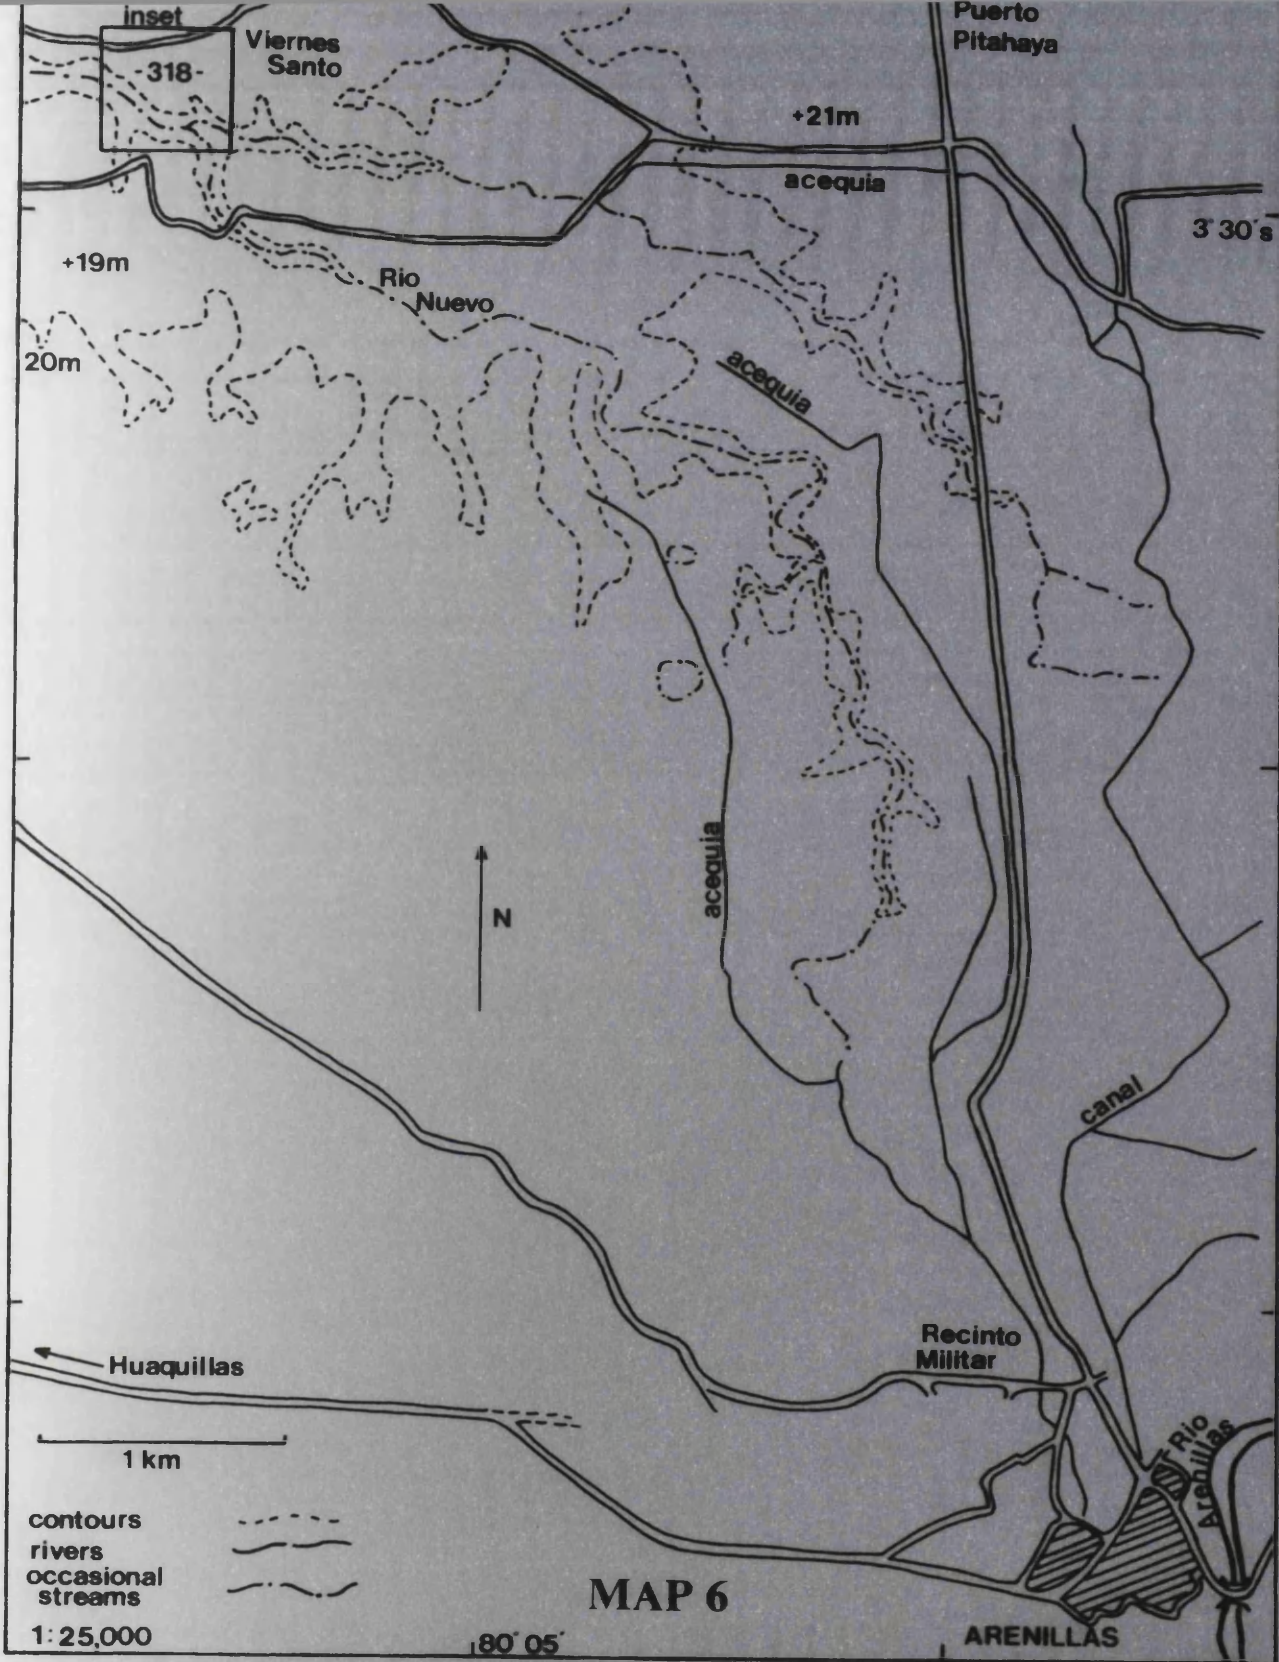 inset
Viernes
Santo
-318-
Puerto
Pitahaya
+21m
acequia
3°30's
+19m
Rio
Nuevo
20m
acequia
acequia
N
canal
Recinto
Militar
Huaquillas
1 km
Rio
Arenillas
contours
rivers
occasional
streams
1:25,000
MAP 6
80°05'
ARENILLAS